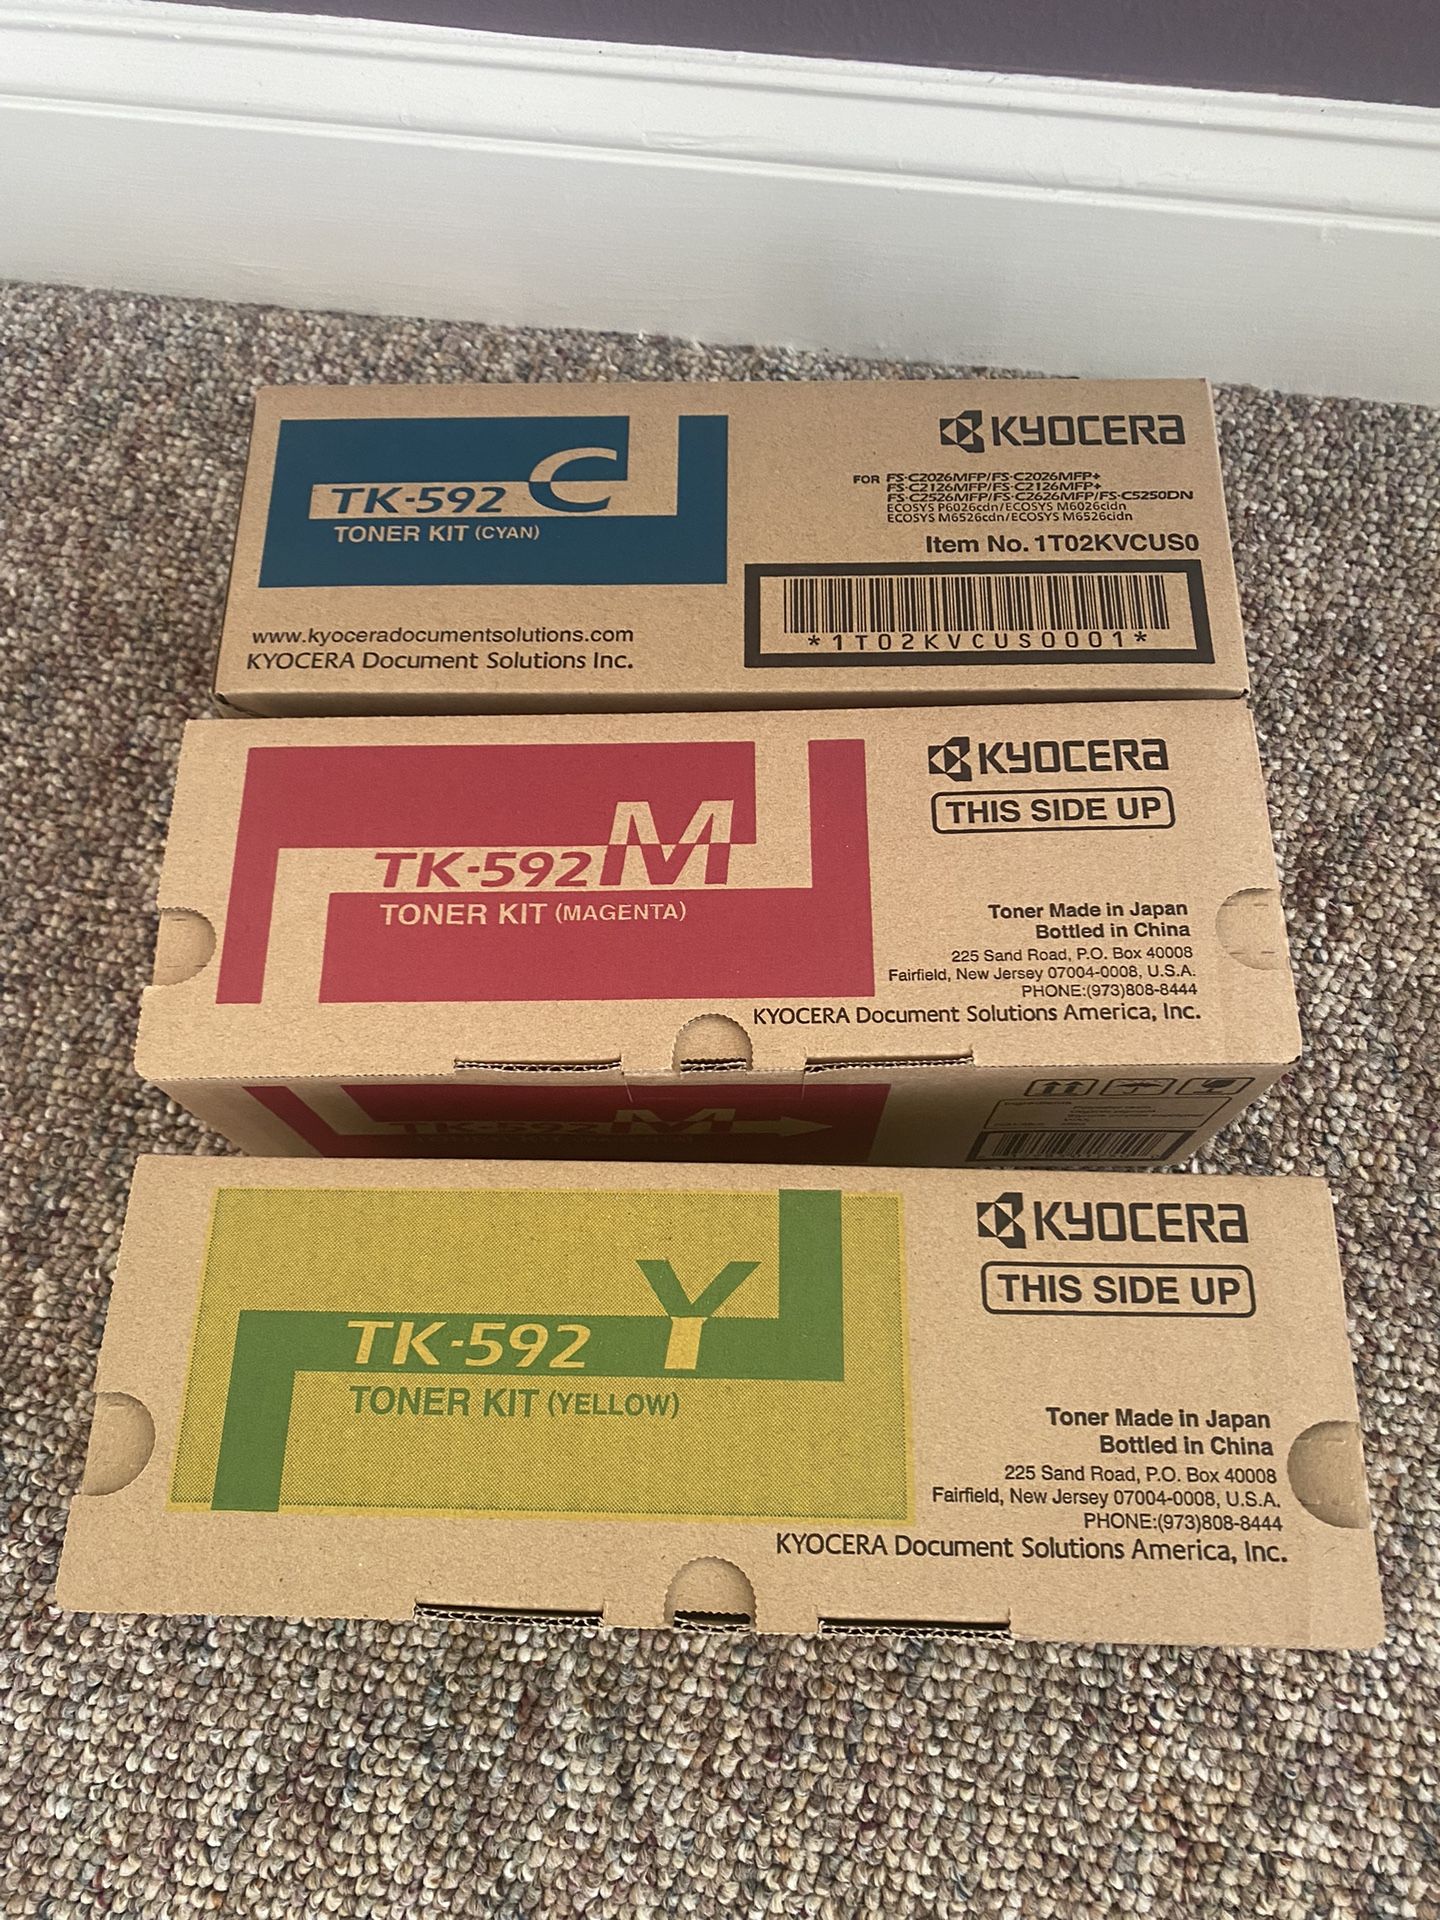 TK-592 C
TONER KIT (CYAN)
www.kyoceradocumentsolutions.com
KYOCERA Document Solutions Inc.
KYOCERA
FOR FS-C2026MFP/FS-C2026MFP+
FS-C2126MFP/FS-C2126MFP+
FS-C2526MFP/FS-C2626MFP/FS-C5250DN
ECOSYS P6026cdn/ECOSYS M6026cidn
ECOSYS M6526cdn/ECOSYS M6526cidn
Item No. 1T02KVCUS0
*1T02KVCUS0001*
TK-592 M
TONER KIT (MAGENTA)
KYOCERA
THIS SIDE UP
Toner Made in Japan
Bottled in China
225 Sand Road, P.O. Box 40008
Fairfield, New Jersey 07004-0008, U.S.A.
PHONE:(973)808-8444
KYOCERA Document Solutions America, Inc.
TK-592 M
TONER KIT (MAGENTA)
TK-592 Y
TONER KIT (YELLOW)
KYOCERA
THIS SIDE UP
Toner Made in Japan
Bottled in China
225 Sand Road, P.O. Box 40008
Fairfield, New Jersey 07004-0008, U.S.A.
PHONE:(973)808-8444
KYOCERA Document Solutions America, Inc.